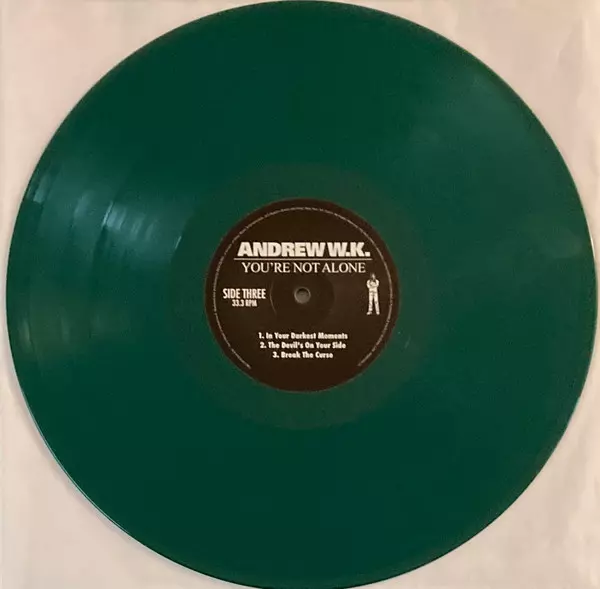 ANDREW W.K.
YOU'RE NOT ALONE
SIDE THREE
33.3 RPM
1. In Your Darkest Moments
2. The Devil's On Your Side
3. Break The Curse